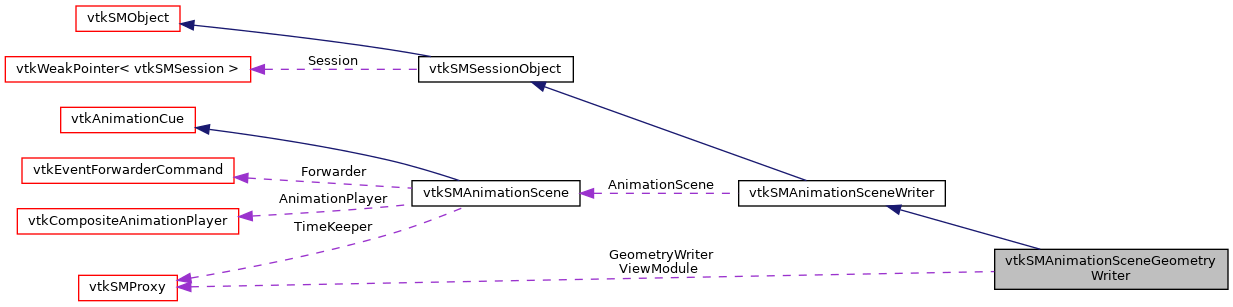 vtkSMObject
vtkWeakPointer< vtkSMSession >
Session
vtkSMSessionObject
vtkAnimationCue
vtkEventForwarderCommand
Forwarder
vtkCompositeAnimationPlayer
AnimationPlayer
TimeKeeper
vtkSMAnimationScene
AnimationScene
vtkSMAnimationSceneWriter
vtkSMProxy
GeometryWriter
ViewModule
vtkSMAnimationSceneGeometry
Writer